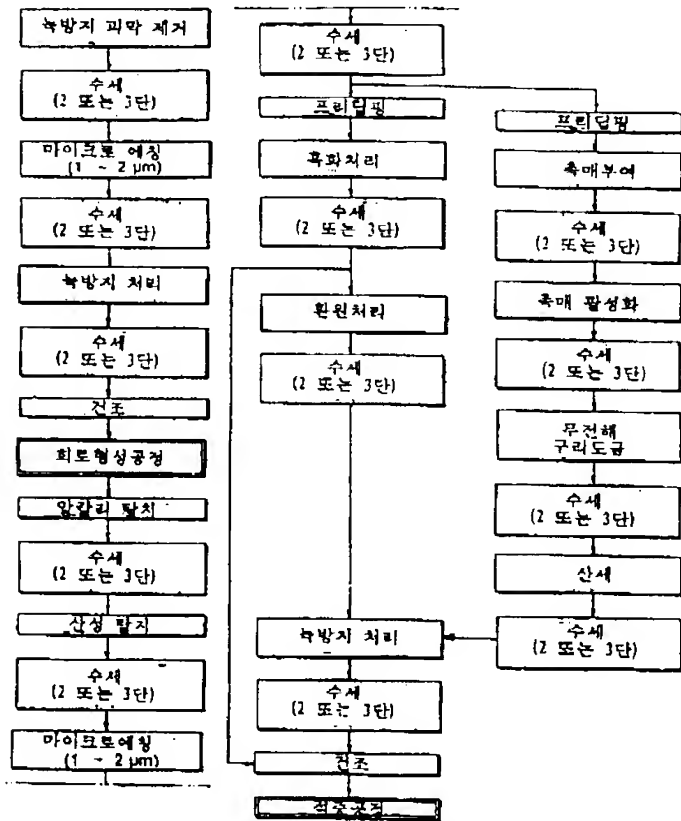 녹방지 피막 제거
수세
(2 또는 3단)
마이크로 에칭
(1 ~ 2 µm)
수세
(2 또는 3단)
녹방지 처리
수세
(2 또는 3단)
건조
회로형성공정
알칼리 탈지
수세
(2 또는 3단)
산성 탈지
수세
(2 또는 3단)
마이크로에칭
(1 ~ 2 µm)
수세
(2 또는 3단)
프리딥핑
흑화처리
수세
(2 또는 3단)
환원처리
수세
(2 또는 3단)
녹방지 처리
수세
(2 또는 3단)
건조
적층공정
프리딥핑
촉매부여
수세
(2 또는 3단)
촉매 활성화
수세
(2 또는 3단)
무전해
구리도금
수세
(2 또는 3단)
산세
수세
(2 또는 3단)